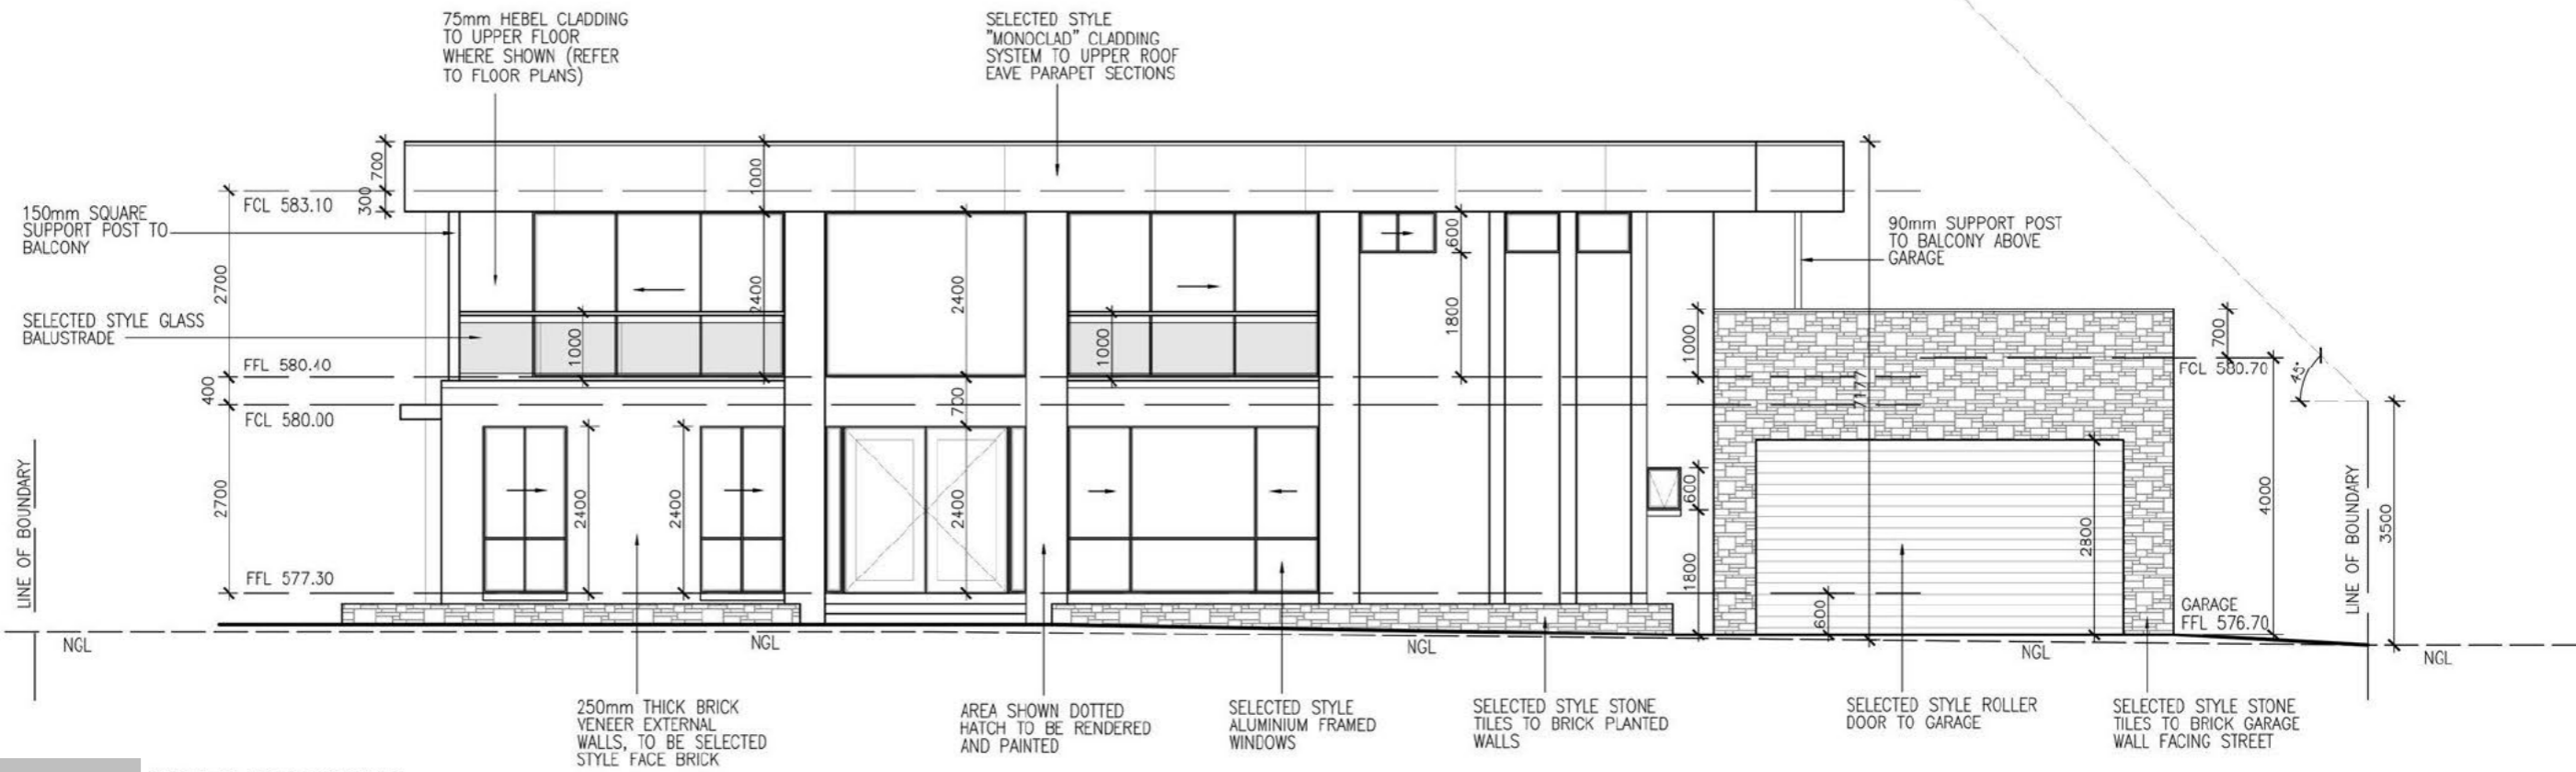 75mm HEBEL CLADDING
TO UPPER FLOOR
WHERE SHOWN (REFER
TO FLOOR PLANS)
SELECTED STYLE
"MONOCLAD" CLADDING
SYSTEM TO UPPER ROOF
EAVE PARAPET SECTIONS
700
300
1000
FCL 583.10
150mm SQUARE
SUPPORT POST TO
BALCONY
2700
2400
2400
600
1800
90mm SUPPORT POST
TO BALCONY ABOVE
GARAGE
SELECTED STYLE GLASS
BALUSTRADE
1000
1000
1000
700
FFL 580.40
FCL 580.70
45°
400
FCL 580.00
700
7177
LINE OF BOUNDARY
2700
2400
2400
2400
600
1800
2800
600
4000
LINE OF BOUNDARY
3500
FFL 577.30
GARAGE
FFL 576.70
NGL
NGL
NGL
NGL
NGL
250mm THICK BRICK
VENEER EXTERNAL
WALLS, TO BE SELECTED
STYLE FACE BRICK
AREA SHOWN DOTTED
HATCH TO BE RENDERED
AND PAINTED
SELECTED STYLE
ALUMINIUM FRAMED
WINDOWS
SELECTED STYLE STONE
TILES TO BRICK PLANTED
WALLS
SELECTED STYLE ROLLER
DOOR TO GARAGE
SELECTED STYLE STONE
TILES TO BRICK GARAGE
WALL FACING STREET